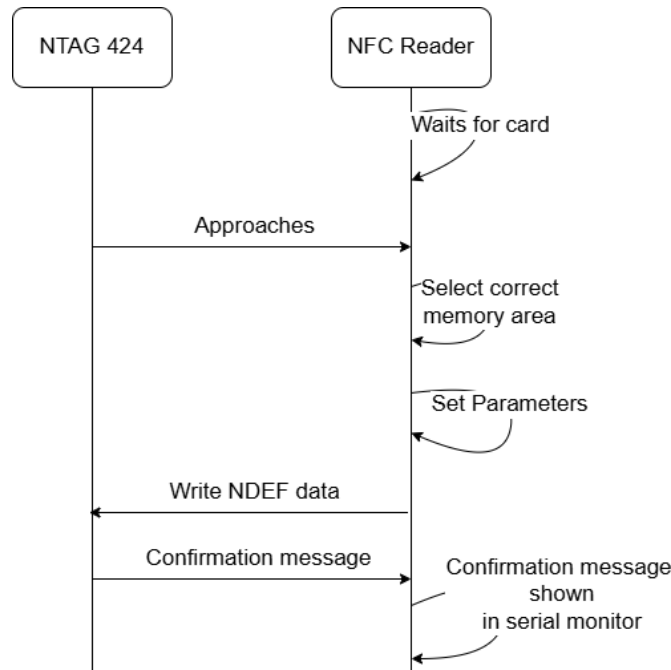 NTAG 424
NFC Reader
Waits for card
Approaches
Select correct
memory area
Set Parameters
Write NDEF data
Confirmation message
Confirmation message
shown
in serial monitor